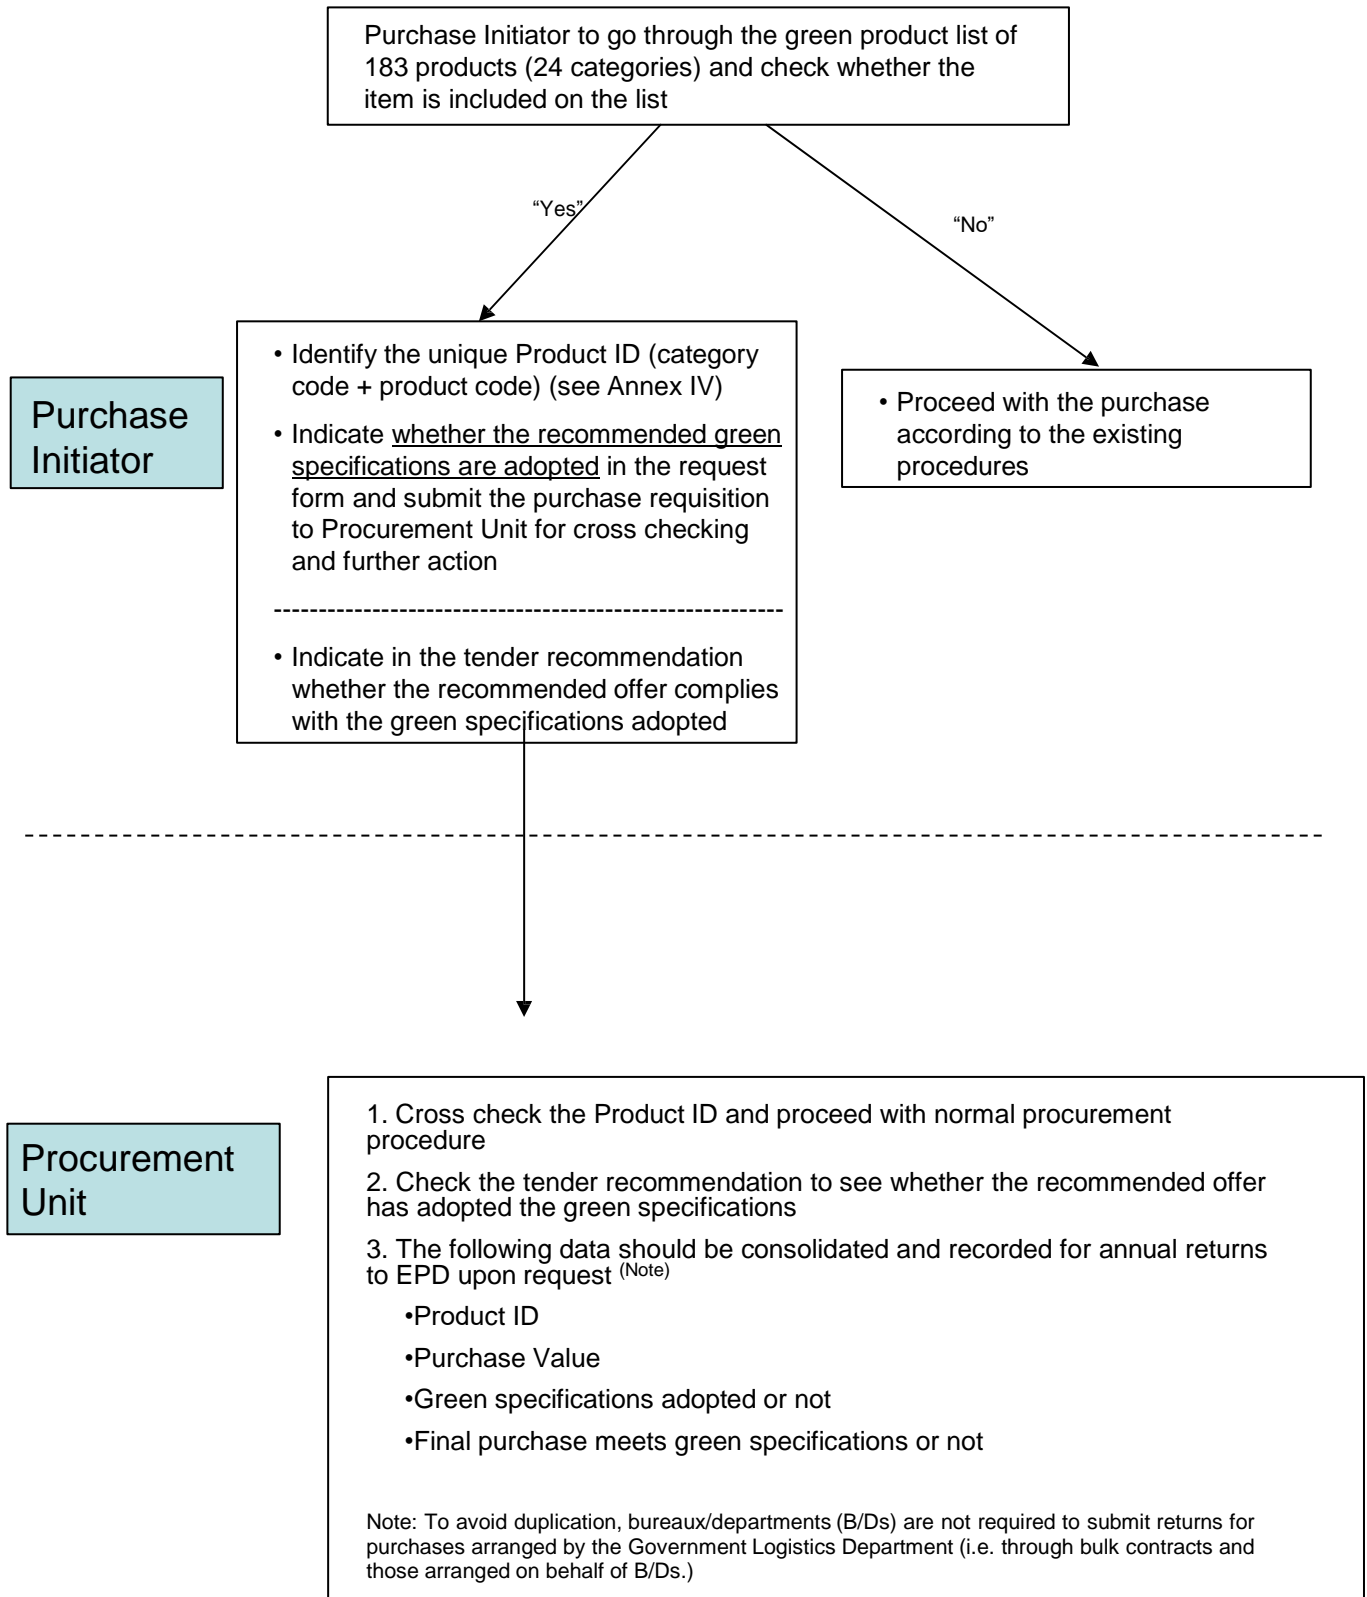 Purchase Initiator to go through the green product list of
183 products (24 categories) and check whether the
item is included on the list
“Yes”
“No”
Purchase
Initiator
• Identify the unique Product ID (category
code + product code) (see Annex IV)
• Indicate whether the recommended green
specifications are adopted in the request
form and submit the purchase requisition
to Procurement Unit for cross checking
and further action
---------------------------------------------------------
• Indicate in the tender recommendation
whether the recommended offer complies
with the green specifications adopted
• Proceed with the purchase
according to the existing
procedures
Procurement
Unit
1. Cross check the Product ID and proceed with normal procurement
procedure
2. Check the tender recommendation to see whether the recommended offer
has adopted the green specifications
3. The following data should be consolidated and recorded for annual returns
to EPD upon request (Note)
•Product ID
•Purchase Value
•Green specifications adopted or not
•Final purchase meets green specifications or not
Note: To avoid duplication, bureaux/departments (B/Ds) are not required to submit returns for
purchases arranged by the Government Logistics Department (i.e. through bulk contracts and
those arranged on behalf of B/Ds.)